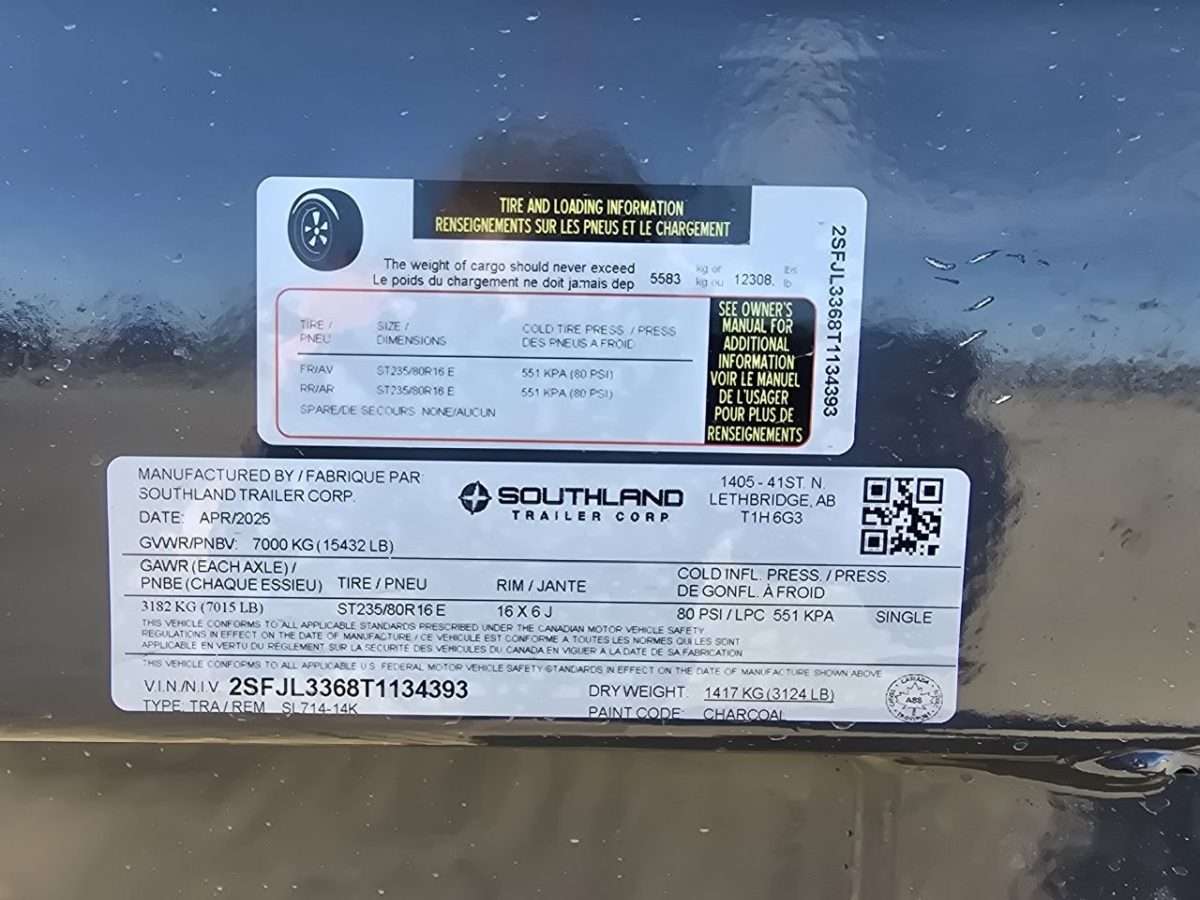 TIRE AND LOADING INFORMATION
RENSEIGNEMENTS SUR LES PNEUS ET LE CHARGEMENT
The weight of cargo should never exceed
Le poids du chargement ne doit jamais dep
5583 kg or 12308. lbs
kg ou lb
TIRE / SIZE / COLD TIRE PRESS. / PRESS
PNEU DIMENSIONS DES PNEUS A FROID
FR/AV ST235/80R16 E 551 KPA (80 PSI)
RR/AR ST235/80R16 E 551 KPA (80 PSI)
SPARE/DE SECOURS NONE/AUCUN
SEE OWNER'S
MANUAL FOR
ADDITIONAL
INFORMATION
VOIR LE MANUEL
DE L'USAGER
POUR PLUS DE
RENSEIGNEMENTS
2SFJL3368T1134393
MANUFACTURED BY / FABRIQUE PAR:
SOUTHLAND TRAILER CORP.
DATE: APR/2025
GVWR/PNBV: 7000 KG (15432 LB)
SOUTHLAND
TRAILER CORP
1405 - 41ST. N.
LETHBRIDGE, AB
T1H 6G3
GAWR (EACH AXLE) /
PNBE (CHAQUE ESSIEU) TIRE / PNEU RIM / JANTE COLD INFL. PRESS. / PRESS.
DE GONFL. À FROID
3182 KG (7015 LB) ST235/80R16 E 16 X 6 J 80 PSI / LPC 551 KPA SINGLE
THIS VEHICLE CONFORMS TO ALL APPLICABLE STANDARDS PRESCRIBED UNDER THE CANADIAN MOTOR VEHICLE SAFETY
REGULATIONS IN EFFECT ON THE DATE OF MANUFACTURE / CE VEHICULE EST CONFORME A TOUTES LES NORMES QUI LES SONT
APPLICABLE EN VERTU DU REGLEMENT SUR LA SECURITE DES VEHICULES DU CANADA EN VIGUER A LA DATE DE SA FABRICATION
THIS VEHICLE CONFORMS TO ALL APPLICABLE U.S. FEDERAL MOTOR VEHICLE SAFETY STANDARDS IN EFFECT ON THE DATE OF MANUFACTURE SHOWN ABOVE
V.I.N./N.I.V. 2SFJL3368T1134393
TYPE: TRA / REM SL714-14K
DRY WEIGHT: 1417 KG (3124 LB)
PAINT CODE: CHARCOAL
CANADA
ABS